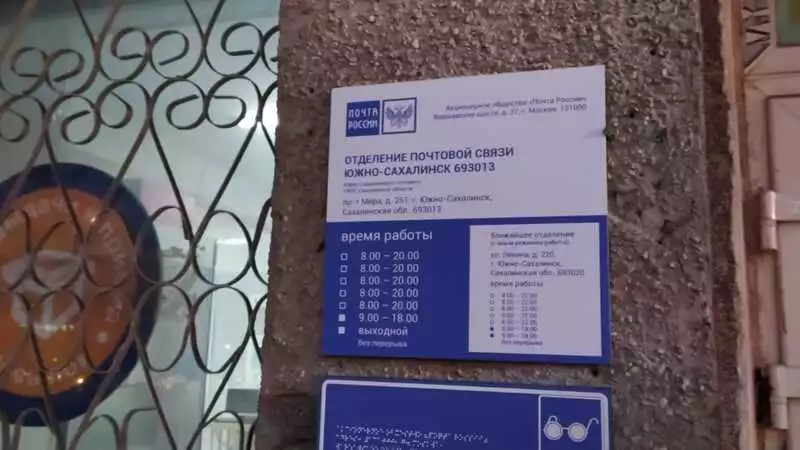 ПОЧТА
РОССИИ
Акционерное общество «Почта России»
Варшавское шоссе, д. 37, г. Москва, 131000
ОТДЕЛЕНИЕ ПОЧТОВОЙ СВЯЗИ
ЮЖНО-САХАЛИНСК 693013
пр-т Мира, д. 251, г. Южно-Сахалинск,
Сахалинская обл., 693013
время работы
8.00 – 20.00
8.00 – 20.00
8.00 – 20.00
8.00 – 20.00
8.00 – 20.00
9.00 – 18.00
выходной
без перерыва
Ближайшее отделение
ул. Ленина, д. 220,
г. Южно-Сахалинск,
Сахалинская обл., 693020
время работы
без перерыва